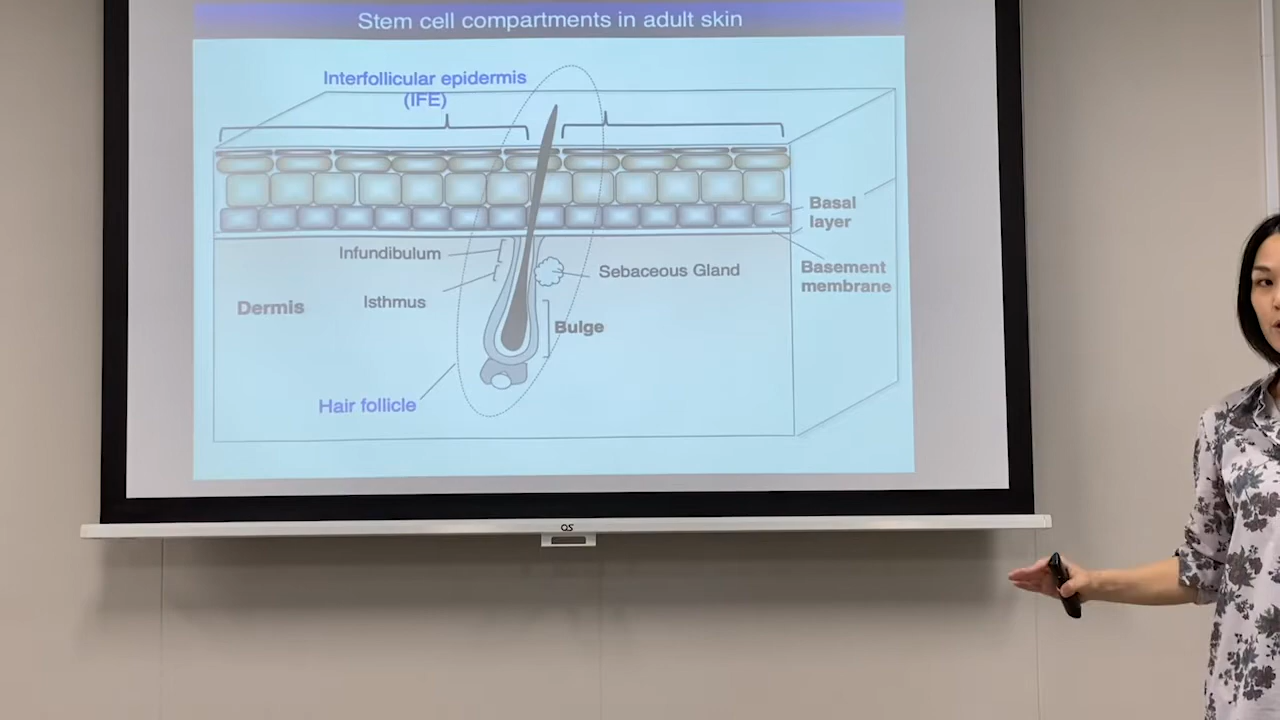 Stem cell compartments in adult skin
Interfollicular epidermis
(IFE)
Basal
layer
Infundibulum
Sebaceous Gland
Basement
membrane
Isthmus
Dermis
Bulge
Hair follicle
OS